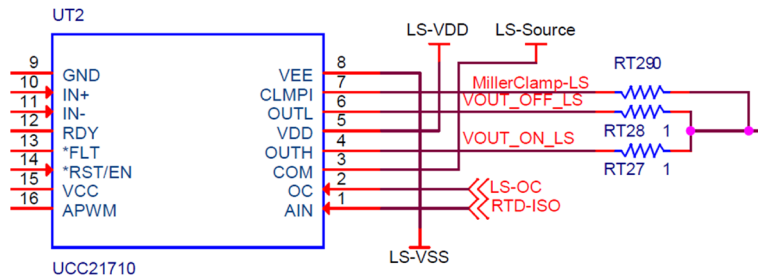 UT2
LS-VDD
LS-Source
9 GND VEE 8
10 IN+ CLMPI 7 MillerClamp-LS RT290
11 IN- OUTL 6 VOUT_OFF_LS
12 RDY VDD 5 RT28 1
13 *FLT OUTH 4 VOUT_ON_LS
14 *RST/EN COM 3 RT27 1
15 VCC OC 2 LS-OC
16 APWM AIN 1 RTD-ISO
LS-VSS
UCC21710